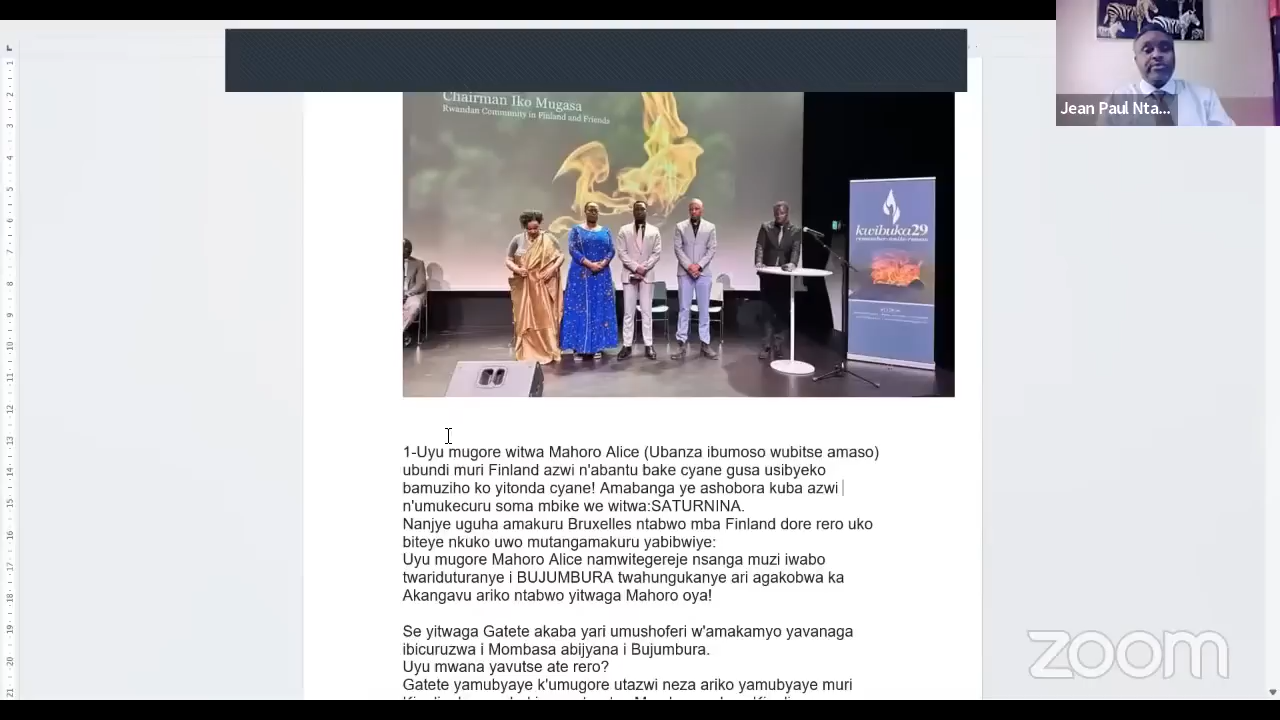 Chairman Iko Mugasa
Rwandan Community in Finland and Friends
kwibuka29
remember-unite-renew
Jean Paul Nta...
1-Uyu mugore witwa Mahoro Alice (Ubanza ibumoso wubitse amaso)
ubundi muri Finland azwi n'abantu bake cyane gusa usibyeko
bamuziho ko yitonda cyane! Amabanga ye ashobora kuba azwi
n'umukecuru soma mbike we witwa:SATURNINA.
Nanjye uguha amakuru Bruxelles ntabwo mba Finland dore rero uko
biteye nkuko uwo mutangamakuru yabibwiye:
Uyu mugore Mahoro Alice namwitegereje nsanga muzi iwabo
twariduturanye i BUJUMBURA twahungukanye ari agakobwa ka
Akangavu ariko ntabwo yitwaga Mahoro oya!
Se yitwaga Gatete akaba yari umushoferi w'amakamyo yavanaga
ibicuruzwa i Mombasa abijyana i Bujumbura.
Uyu mwana yavutse ate rero?
Gatete yamubyaye k'umugore utazwi neza ariko yamubyaye muri
zoom